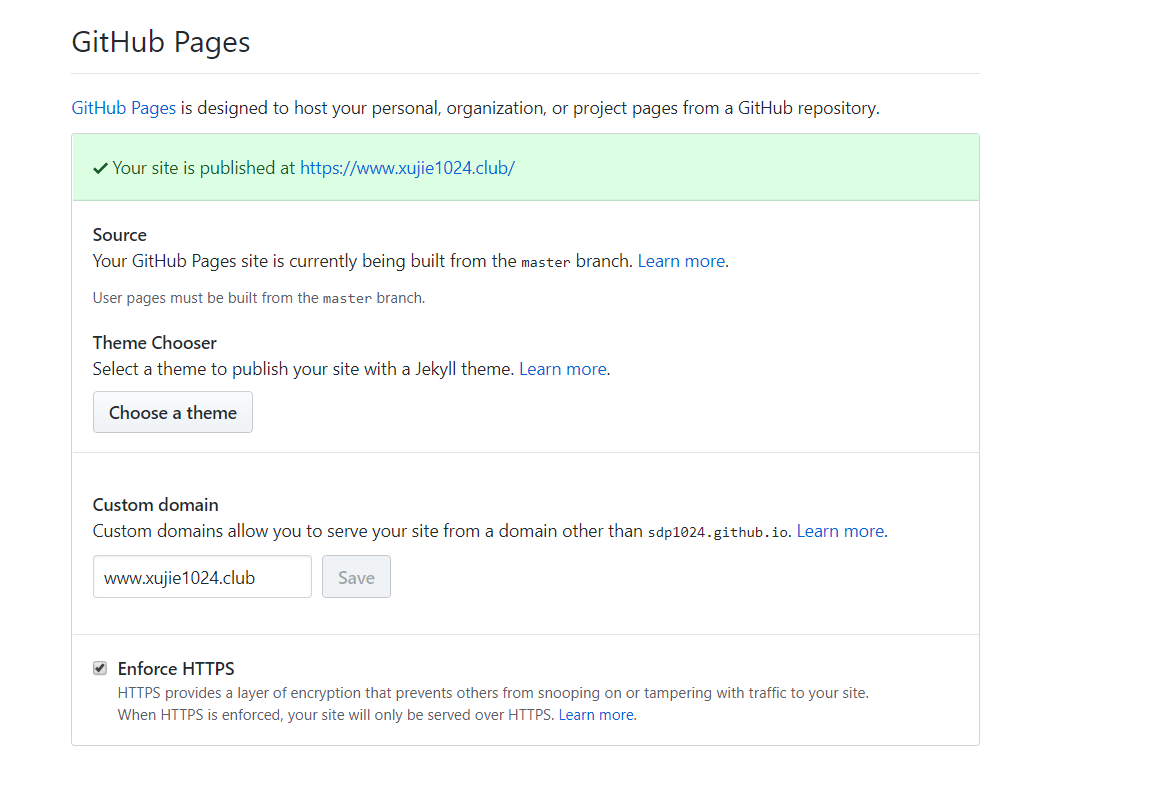 GitHub Pages
GitHub Pages is designed to host your personal, organization, or project pages from a GitHub repository.
Your site is published at https://www.xujie1024.club/
Source
Your GitHub Pages site is currently being built from the master branch. Learn more.
User pages must be built from the master branch.
Theme Chooser
Select a theme to publish your site with a Jekyll theme. Learn more.
Choose a theme
Custom domain
Custom domains allow you to serve your site from a domain other than sdp1024.github.io. Learn more.
www.xujie1024.club Save
Enforce HTTPS
HTTPS provides a layer of encryption that prevents others from snooping on or tampering with traffic to your site.
When HTTPS is enforced, your site will only be served over HTTPS. Learn more.